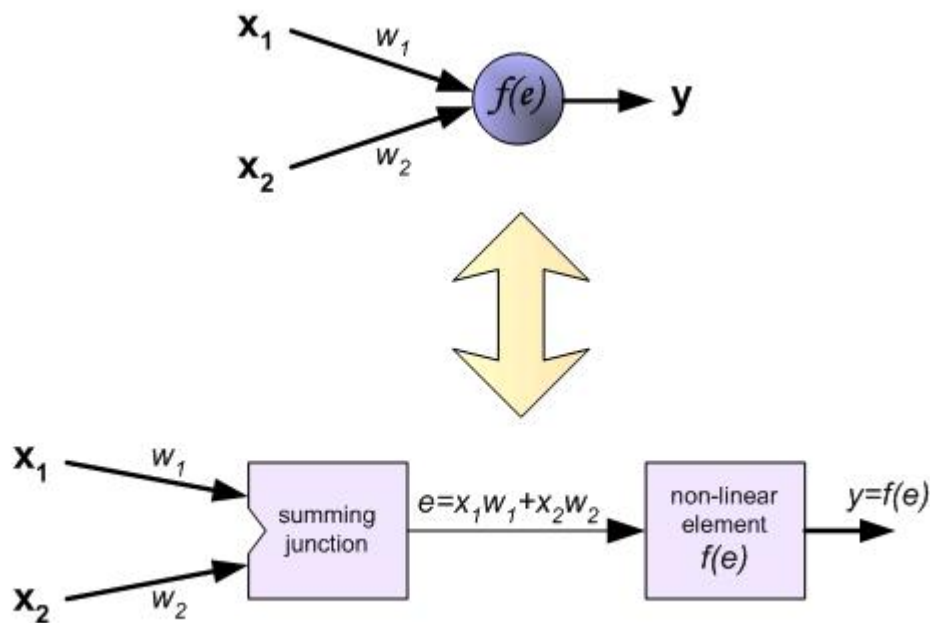 x₁
w₁
f(e)
y
x₂
w₂
x₁
w₁
summing
junction
e=x₁w₁+x₂w₂
non-linear
element
f(e)
y=f(e)
x₂
w₂